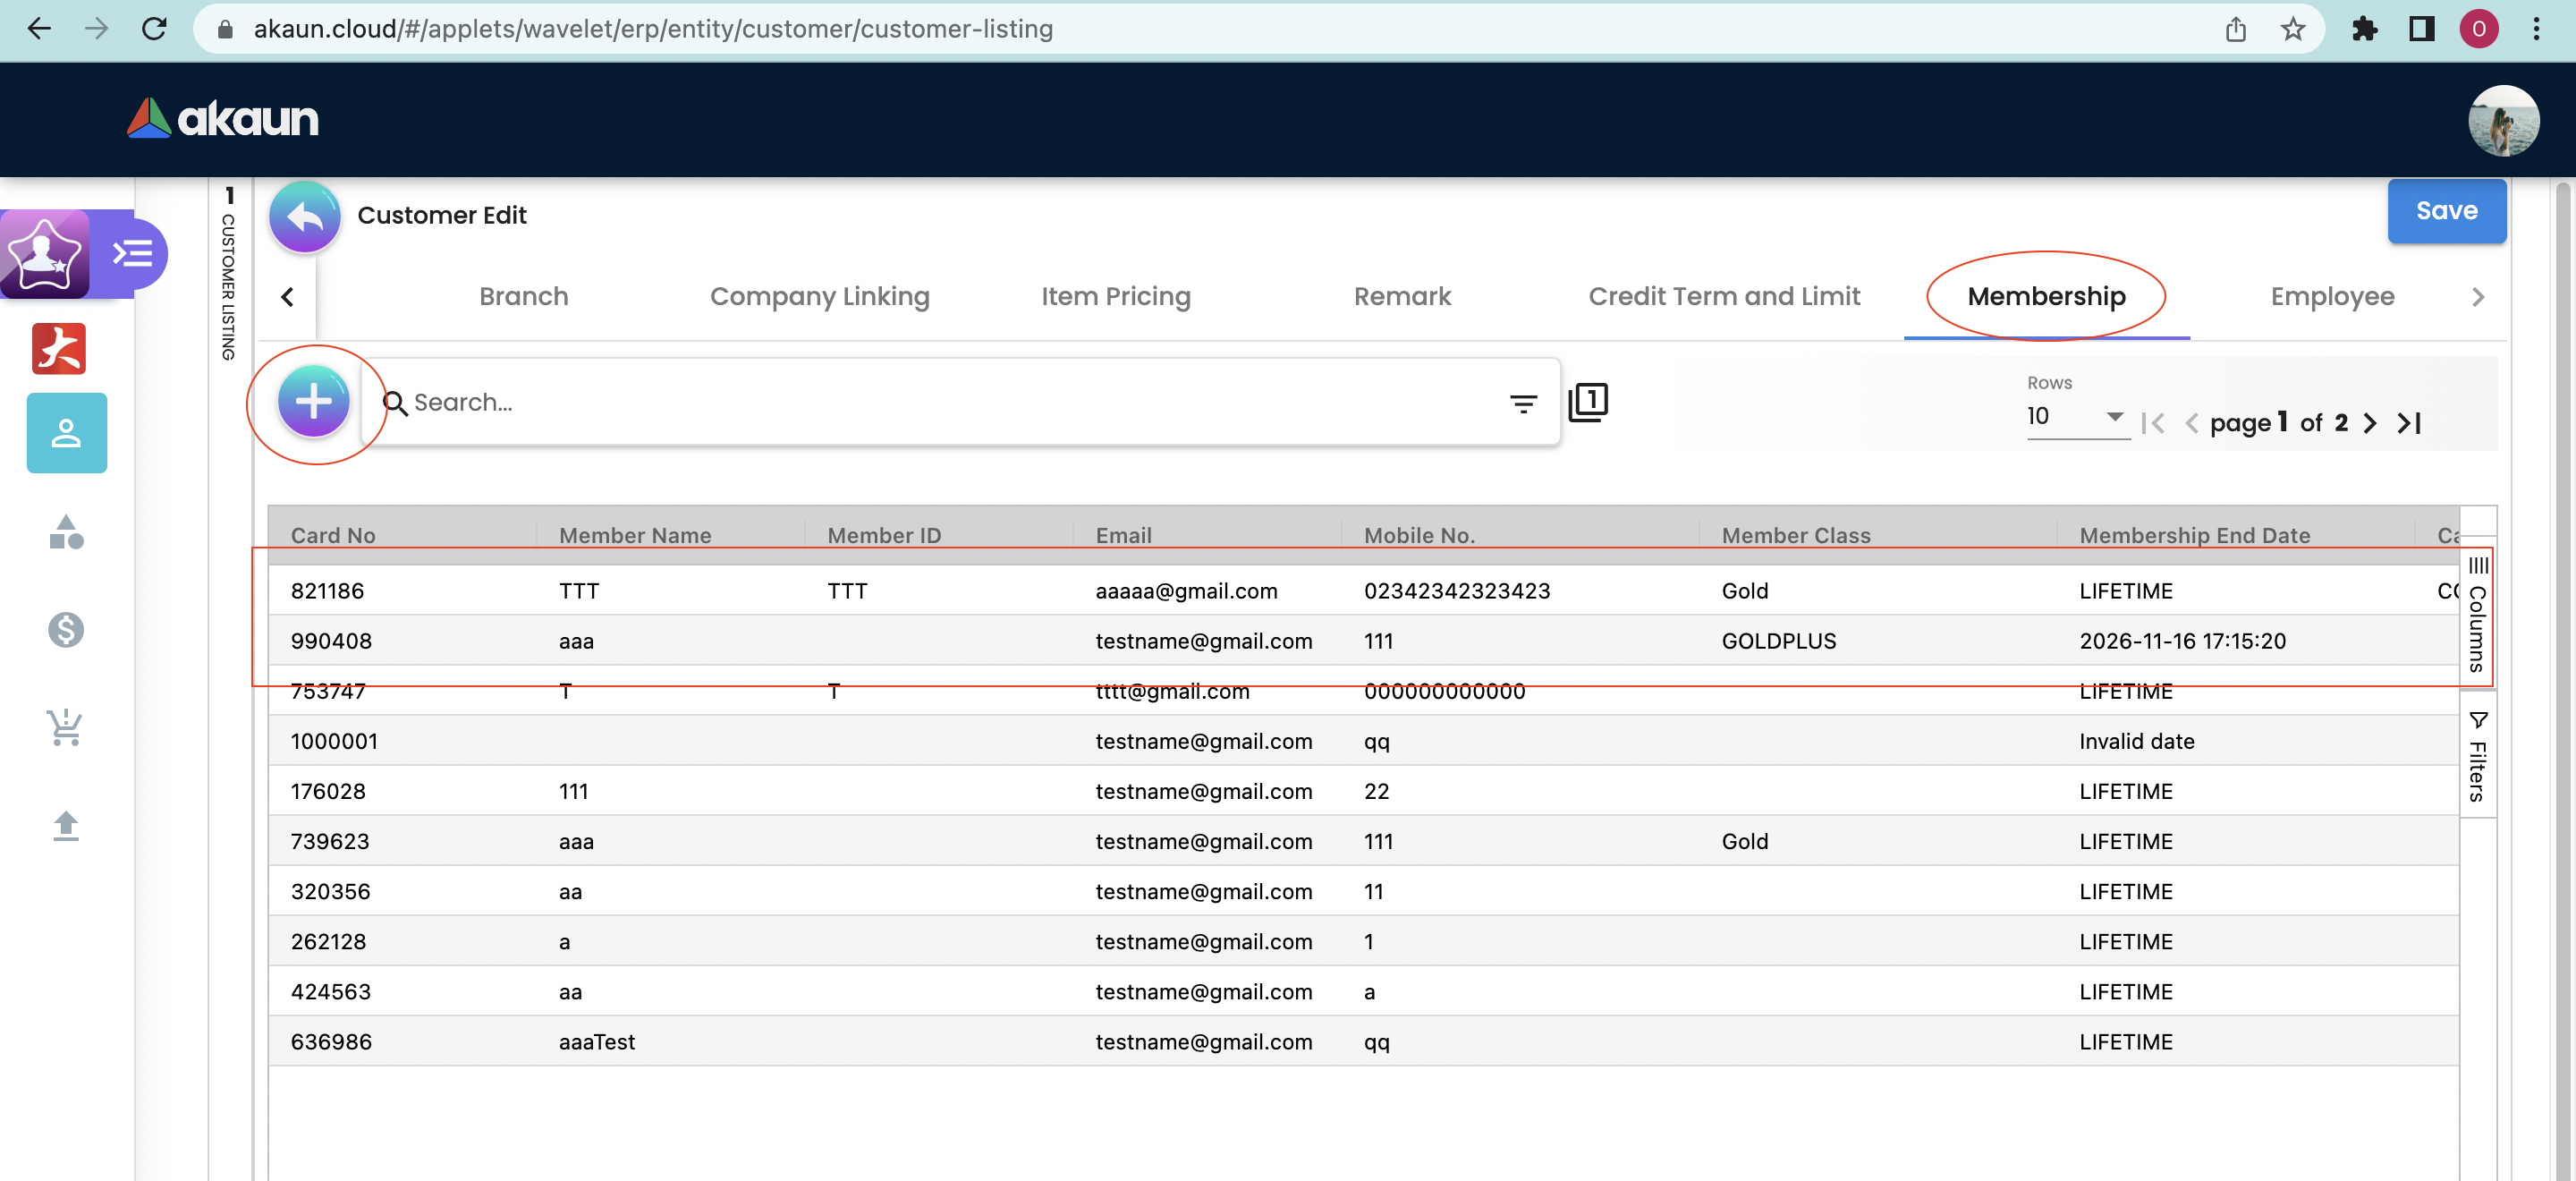 akaun.cloud/#/applets/wavelet/erp/entity/customer/customer-listing
O
akaun
1
CUSTOMER LISTING
Customer Edit
Save
Branch Company Linking Item Pricing Remark Credit Term and Limit Membership Employee
Search...
1
Rows
10
page 1 of 2
Card No Member Name Member ID Email Mobile No. Member Class Membership End Date Ca
821186 TTT TTT aaaaa@gmail.com 02342342323423 Gold LIFETIME CO
990408 aaa testname@gmail.com 111 GOLDPLUS 2026-11-16 17:15:20
753747 T T tttt@gmail.com 000000000000 LIFETIME
1000001 testname@gmail.com qq Invalid date
176028 111 testname@gmail.com 22 LIFETIME
739623 aaa testname@gmail.com 111 Gold LIFETIME
320356 aa testname@gmail.com 11 LIFETIME
262128 a testname@gmail.com 1 LIFETIME
424563 aa testname@gmail.com a LIFETIME
636986 aaaTest testname@gmail.com qq LIFETIME
Columns
Filters